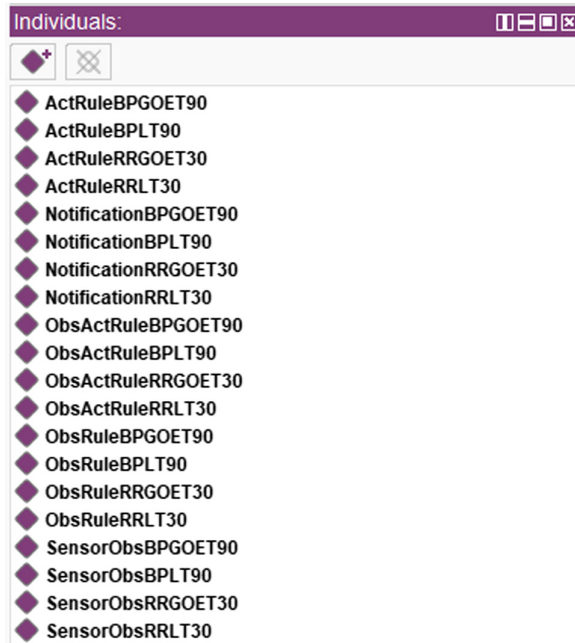 Individuals:
ActRuleBPGOET90
ActRuleBPLT90
ActRuleRRGOET30
ActRuleRRLT30
NotificationBPGOET90
NotificationBPLT90
NotificationRRGOET30
NotificationRRLT30
ObsActRuleBPGOET90
ObsActRuleBPLT90
ObsActRuleRRGOET30
ObsActRuleRRLT30
ObsRuleBPGOET90
ObsRuleBPLT90
ObsRuleRRGOET30
ObsRuleRRLT30
SensorObsBPGOET90
SensorObsBPLT90
SensorObsRRGOET30
SensorObsRRLT30